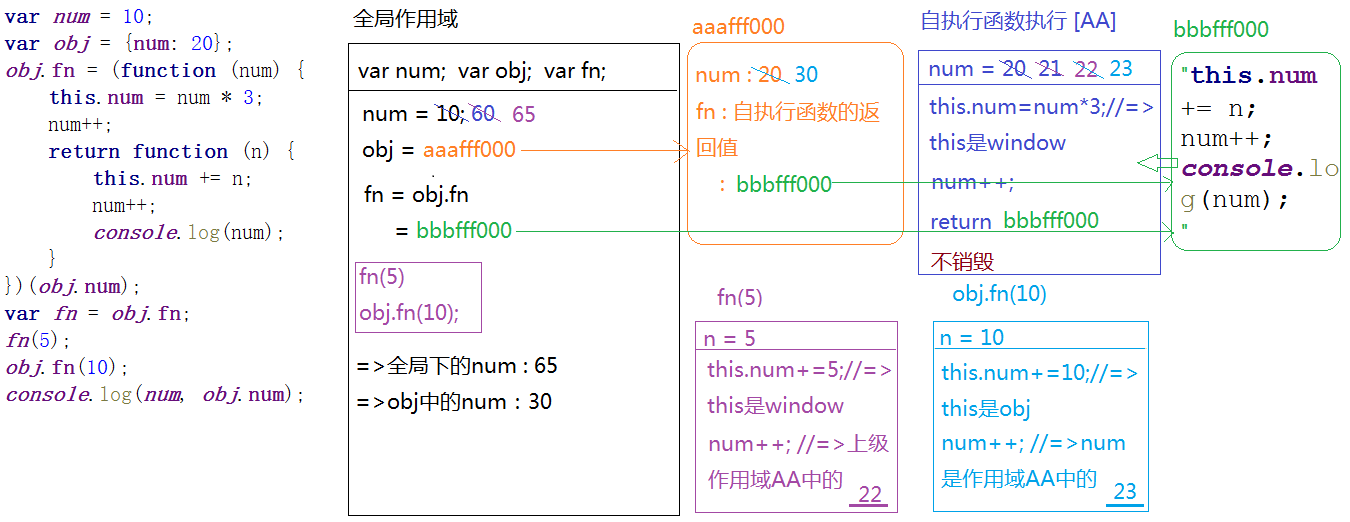 var num = 10;
var obj = {num: 20};
obj.fn = (function (num) {
    this.num = num * 3;
    num++;
    return function (n) {
        this.num += n;
        num++;
        console.log(num);
    }
})(obj.num);
var fn = obj.fn;
fn(5);
obj.fn(10);
console.log(num, obj.num);
全局作用域
var num; var obj; var fn;
num = 10; 60 65
obj = aaafff000
fn = obj.fn
= bbbfff000
fn(5)
obj.fn(10);
=>全局下的num : 65
=>obj中的num : 30
aaafff000
num : 20 30
fn : 自执行函数的返
回值
: bbbfff000
自执行函数执行 [AA]
num = 20 21 22 23
this.num=num*3;//=>
this是window
num++;
return bbbfff000
不销毁
bbbfff000
"this.num
+= n;
num++;
console.lo
g(num);
"
fn(5)
n = 5
this.num+=5;//=>
this是window
num++; //=>上级
作用域AA中的
22
obj.fn(10)
n = 10
this.num+=10;//=>
this是obj
num++; //=>num
是作用域AA中的
23